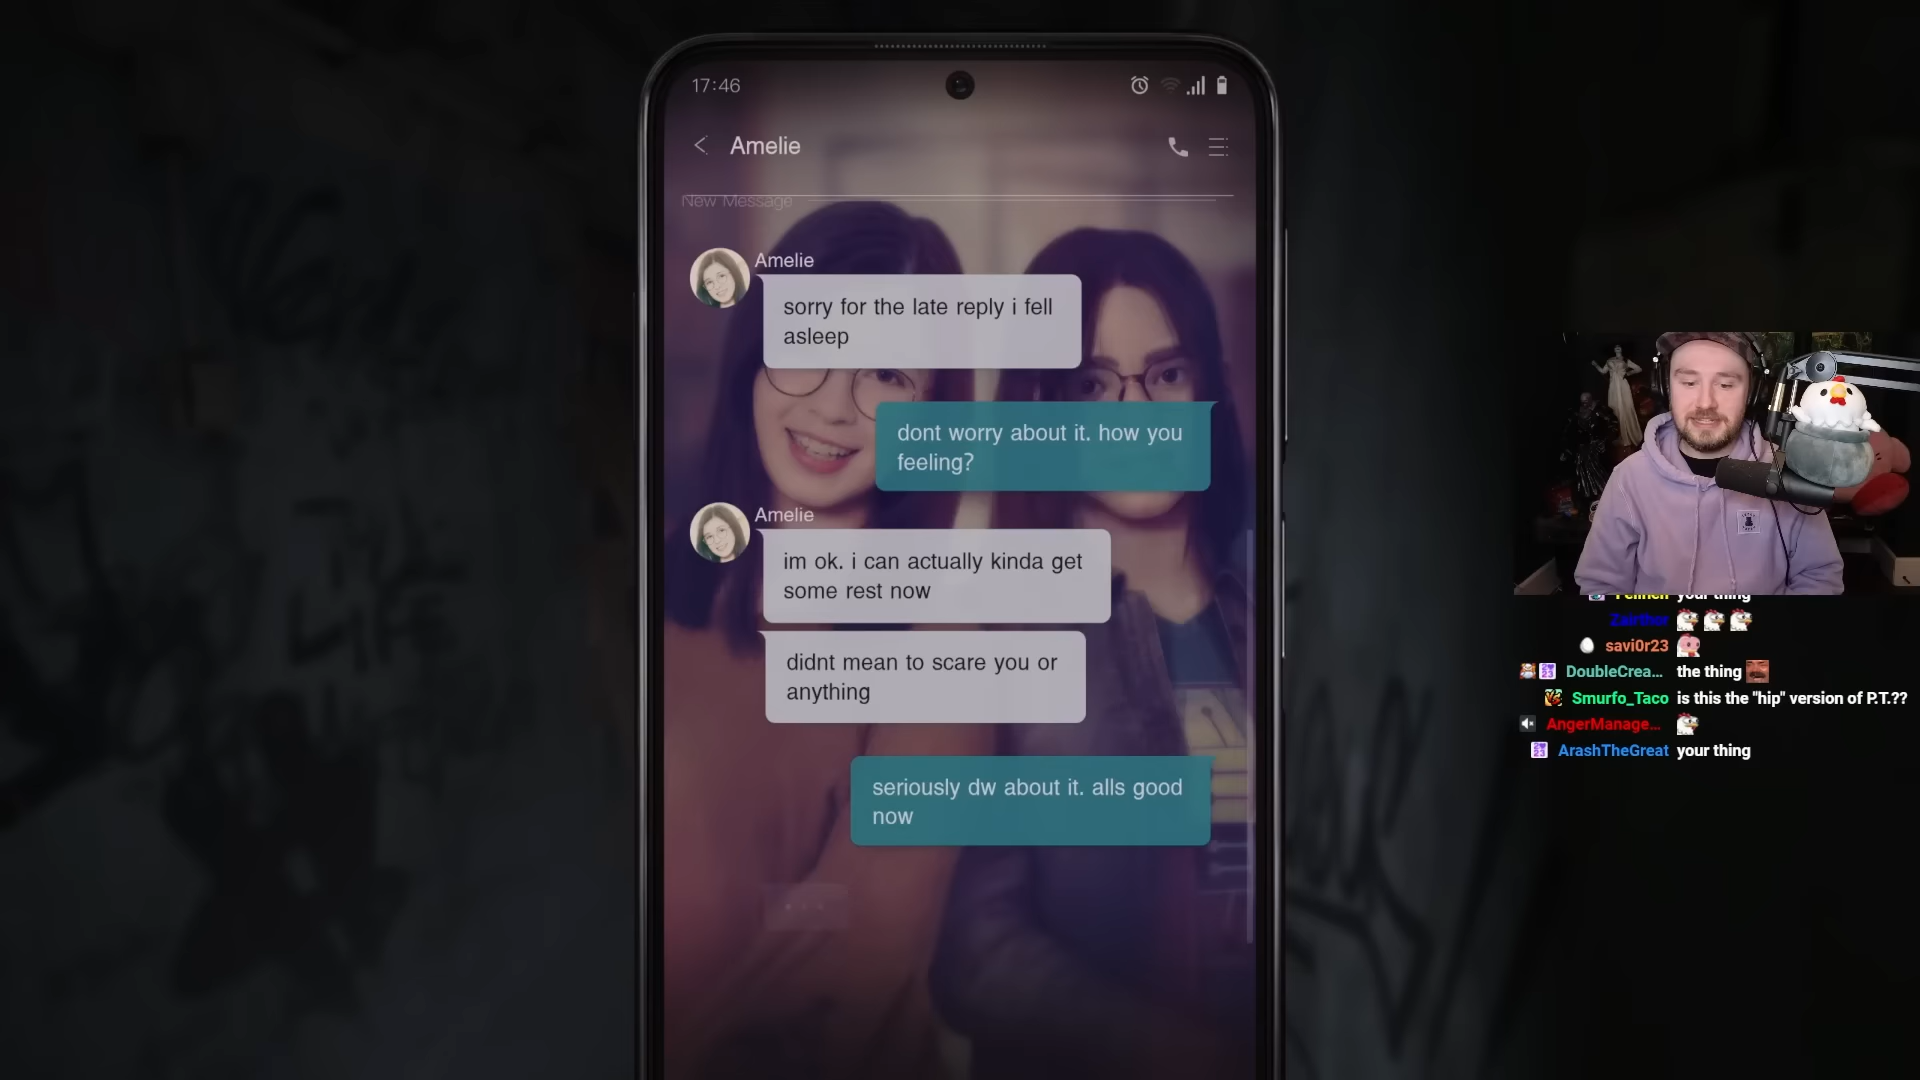 17:46
Amelie
New Message
Amelie
sorry for the late reply i fell
asleep
dont worry about it. how you
feeling?
Amelie
im ok. i can actually kinda get
some rest now
didnt mean to scare you or
anything
seriously dw about it. alls good
now
your thing
Zairthor
savi0r23
DoubleCrea... the thing
Smurfo_Taco is this the "hip" version of P.T.??
AngerManage...
ArashTheGreat your thing